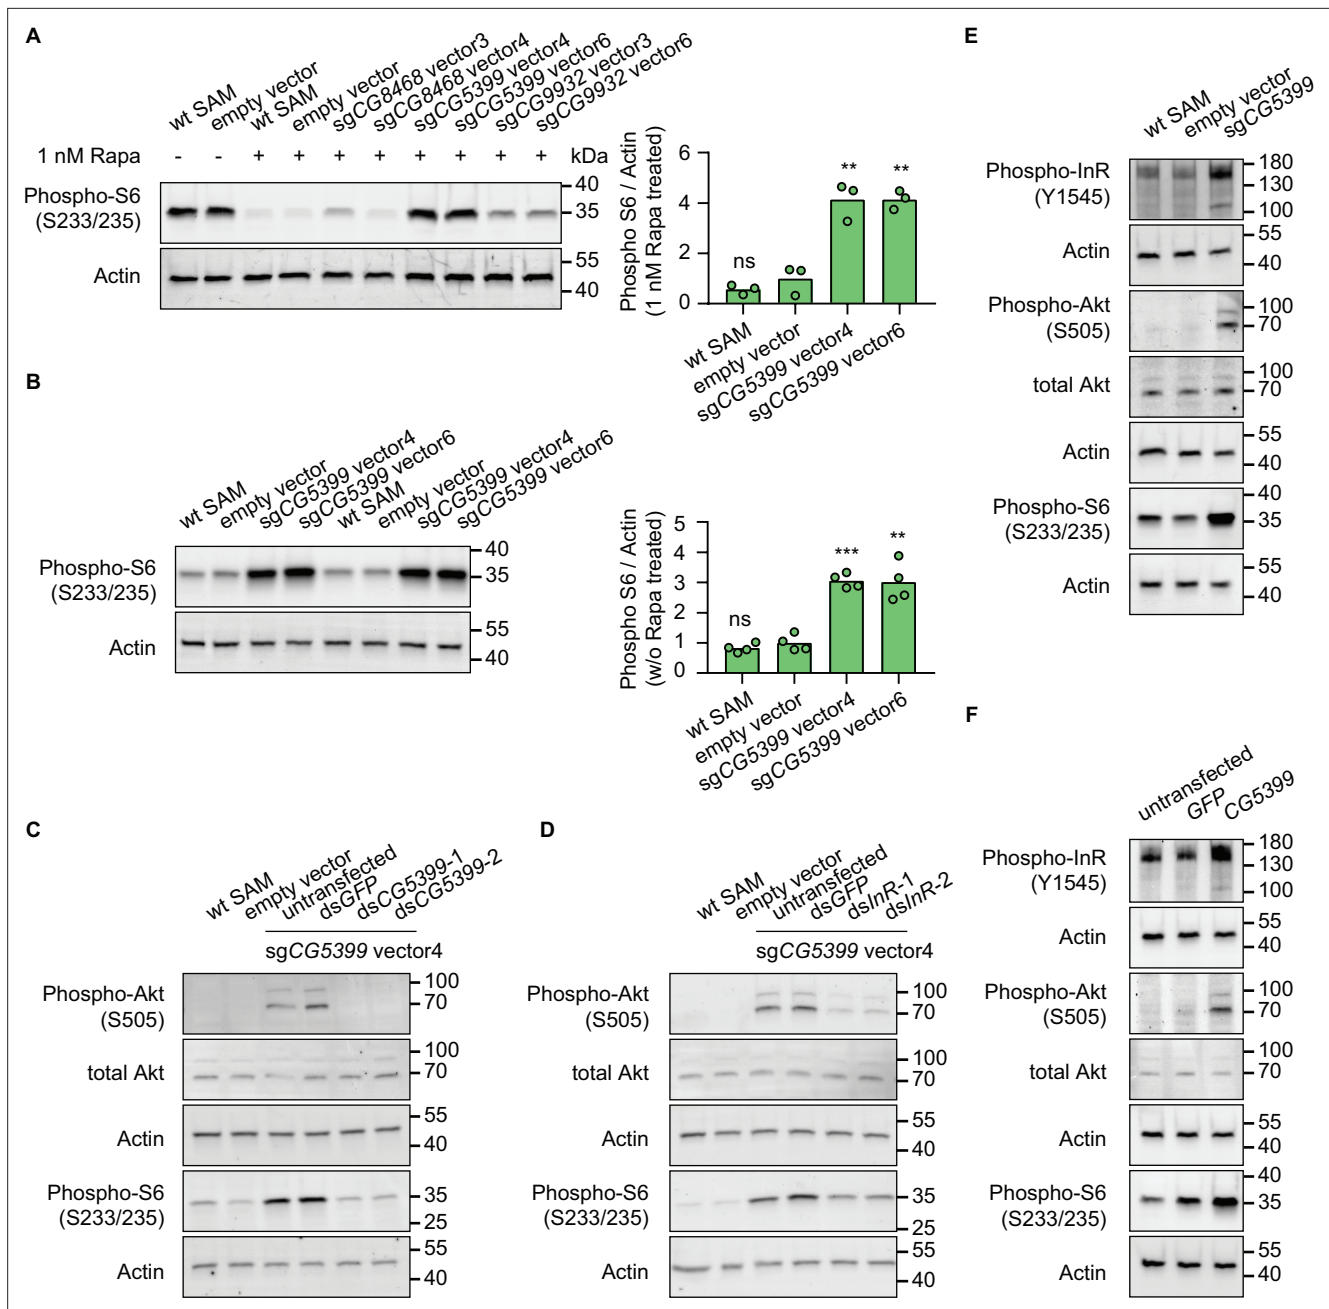 A
wt SAM
empty vector
wt SAM
empty vector
sgCG8468 vector3
sgCG8468 vector4
sgCG5399 vector4
sgCG5399 vector6
sgCG9932 vector3
sgCG9932 vector6
1 nM Rapa - - + + + + + + + + kDa
Phospho-S6
(S233/235)
40
35
Actin
55
40
Phospho S6 / Actin
(1 nM Rapa treated)
6
4
2
0
ns
**
**
wt SAM
empty vector
sgCG5399 vector4
sgCG5399 vector6
B
wt SAM
empty vector
sgCG5399 vector4
sgCG5399 vector6
wt SAM
empty vector
sgCG5399 vector4
sgCG5399 vector6
Phospho-S6
(S233/235)
40
35
Actin
55
40
Phospho S6 / Actin
(w/o Rapa treated)
5
4
3
2
1
0
ns
***
**
wt SAM
empty vector
sgCG5399 vector4
sgCG5399 vector6
C
wt SAM
empty vector
untransfected
dsGFP
dsCG5399-1
dsCG5399-2
sgCG5399 vector4
Phospho-Akt
(S505)
100
70
total Akt
100
70
Actin
55
40
Phospho-S6
(S233/235)
35
25
Actin
55
40
D
wt SAM
empty vector
untransfected
dsGFP
dsInR-1
dsInR-2
sgCG5399 vector4
Phospho-Akt
(S505)
100
70
total Akt
100
70
Actin
55
40
Phospho-S6
(S233/235)
35
25
Actin
55
40
E
wt SAM
empty vector
sgCG5399
Phospho-InR
(Y1545)
180
130
100
Actin
55
40
Phospho-Akt
(S505)
100
70
total Akt
100
70
Actin
55
40
Phospho-S6
(S233/235)
40
35
Actin
55
40
F
untransfected
GFP
CG5399
Phospho-InR
(Y1545)
180
130
100
Actin
55
40
Phospho-Akt
(S505)
100
70
total Akt
100
70
Actin
55
40
Phospho-S6
(S233/235)
40
35
Actin
55
40